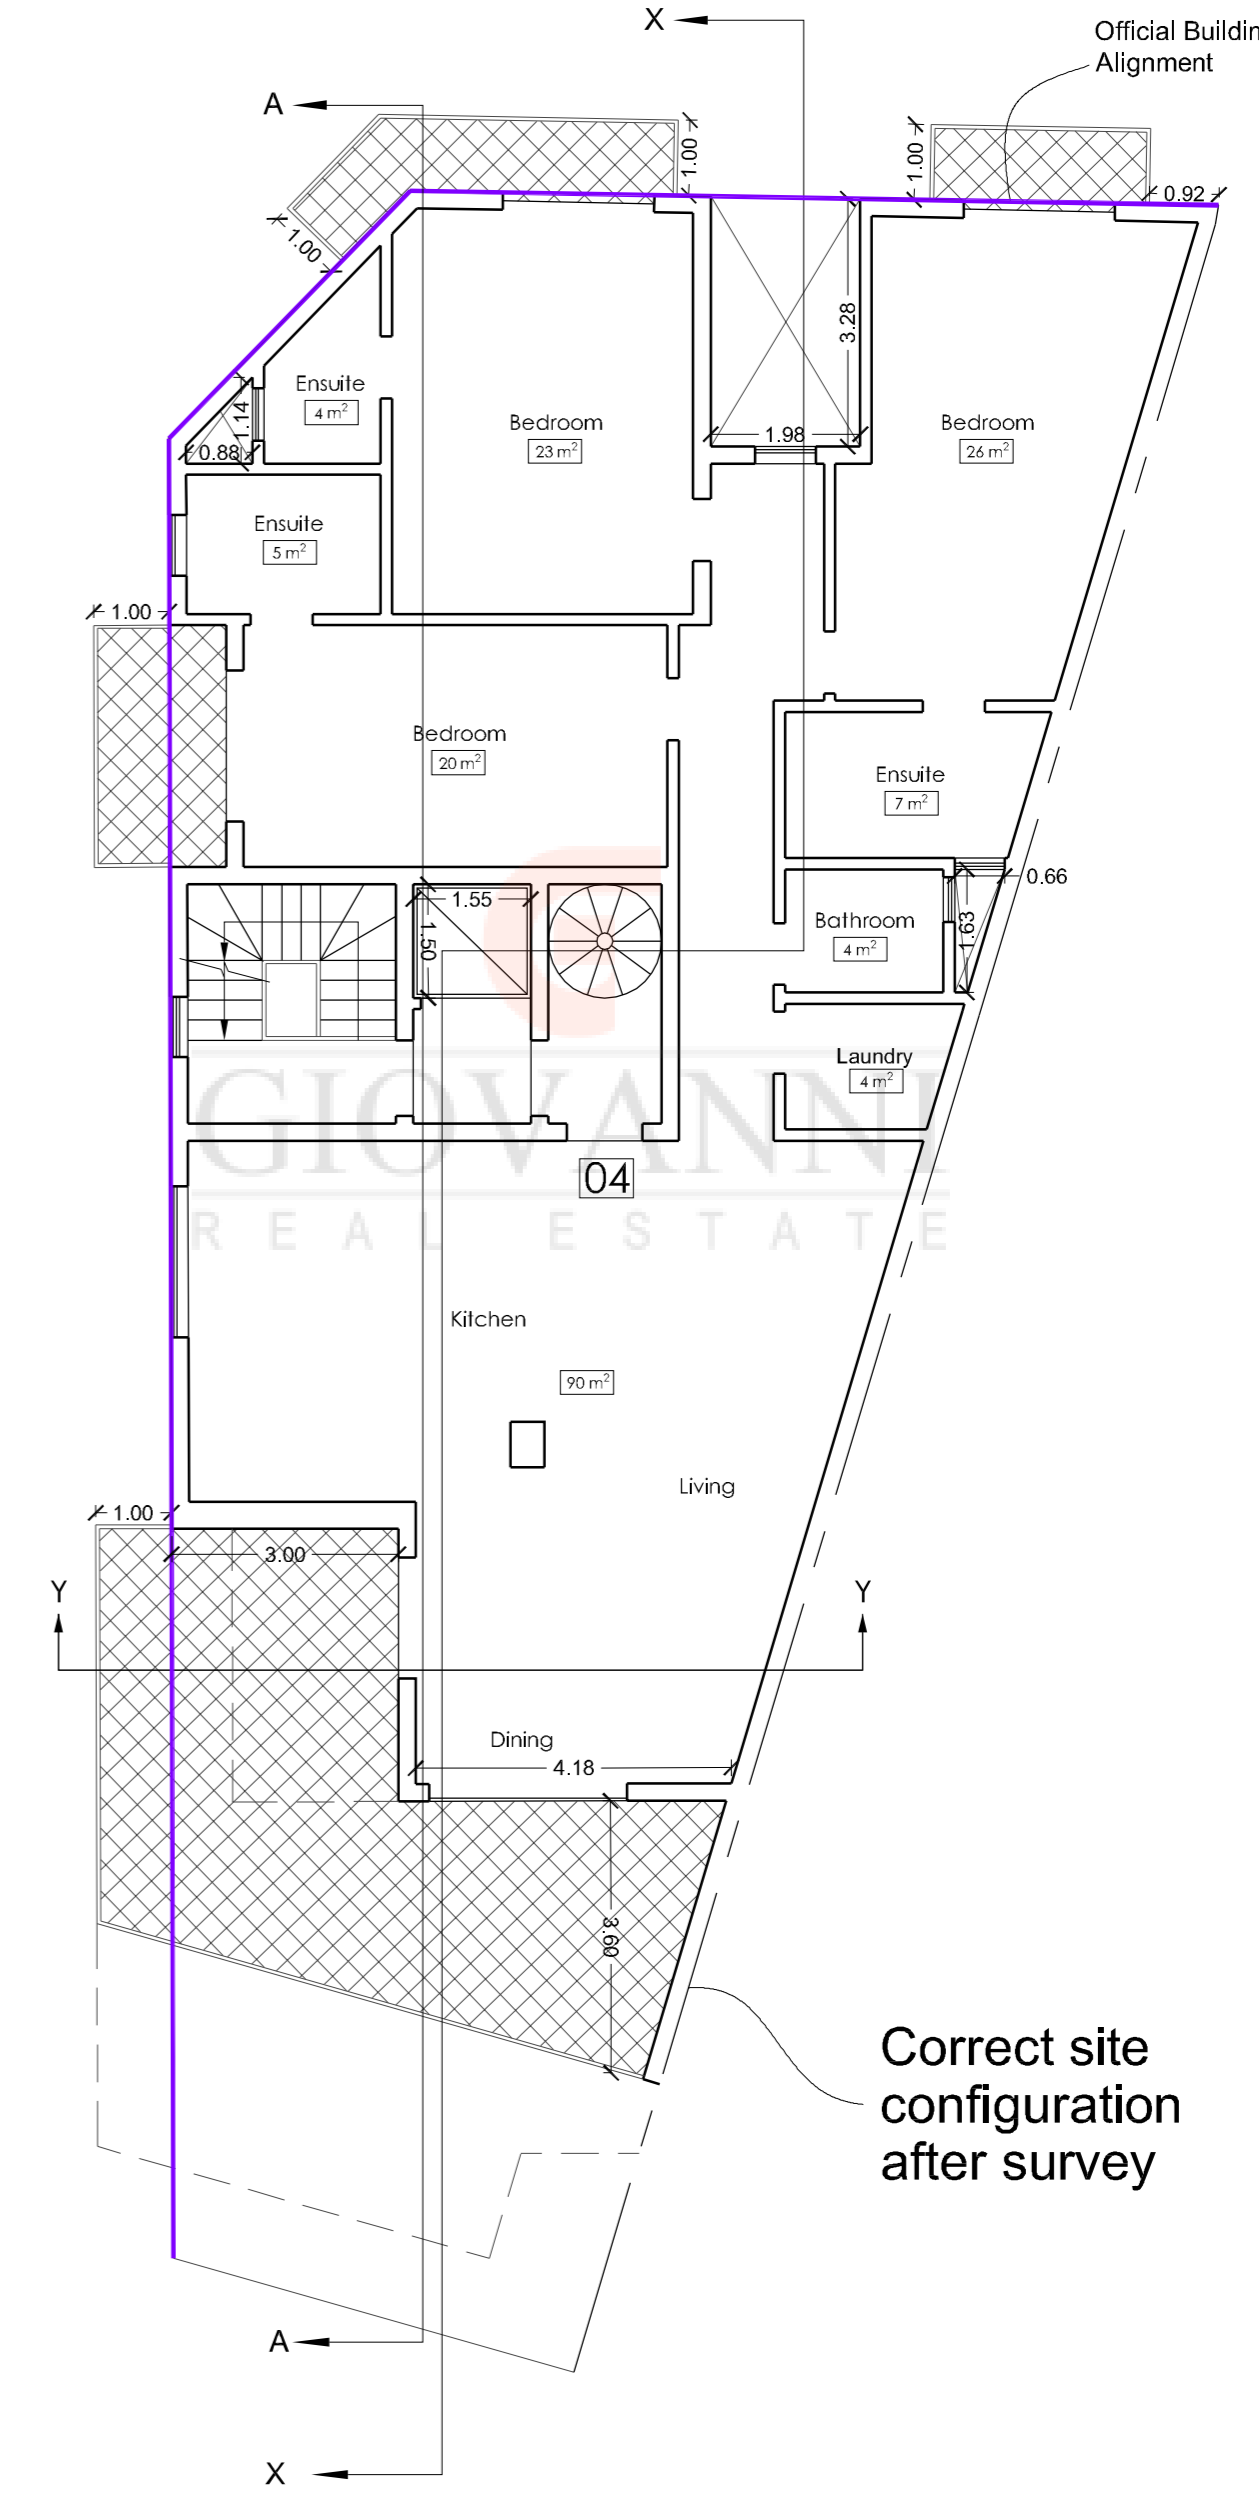 X
Official Buildin
Alignment
A
1.00
1.00
0.92
1.00
3.28
Ensuite
4 m²
1.14
0.88
Bedroom
23 m²
1.98
Bedroom
26 m²
Ensuite
5 m²
1.00
Bedroom
20 m²
Ensuite
7 m²
0.66
1.55
1.50
Bathroom
4 m²
1.63
Laundry
4 m²
GIOVANNI
REAL ESTATE
04
Kitchen
90 m²
Living
1.00
3.00
Y
Y
Dining
4.18
3.60
Correct site
configuration
after survey
A
X